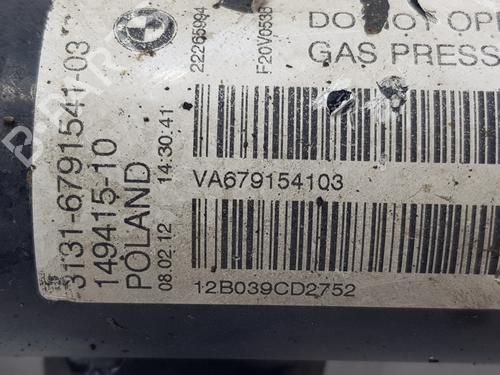 DO NOT OP
GAS PRESS
22265994
F20V053B
3131-6791541-03
149415-10
POLAND
08.02.12 14:30:41
VA679154103
12B039CD2752